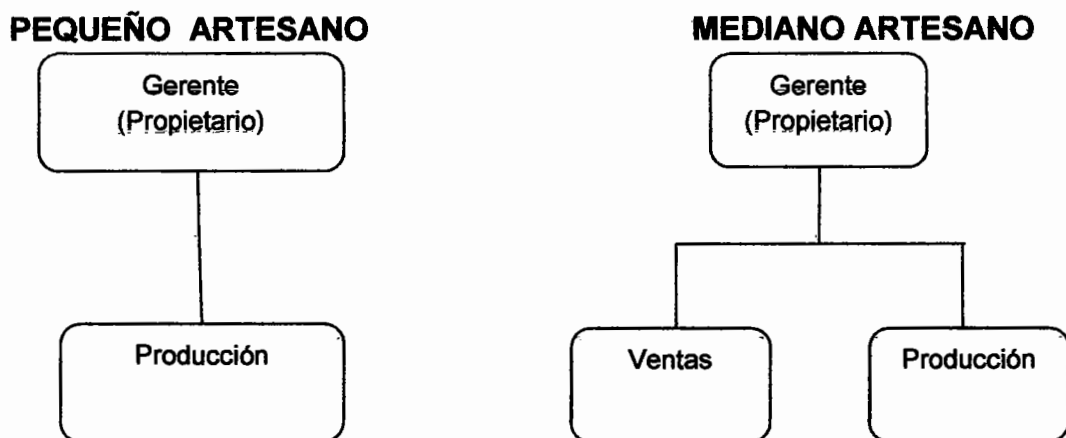 PEQUEÑO ARTESANO
Gerente
(Propietario)
Producción
MEDIANO ARTESANO
Gerente
(Propietario)
Ventas
Producción